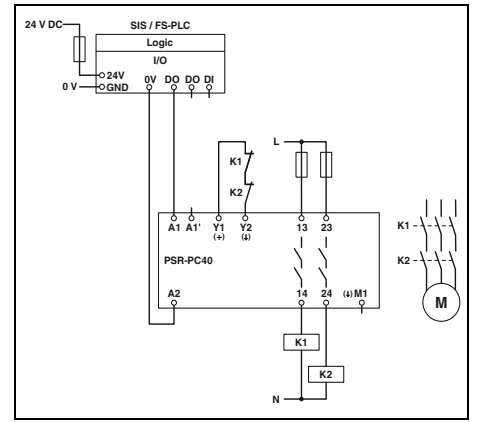 24 V DC
SIS / FS-PLC
Logic
I/O
24V
0V DO DO DI
0 V GND
L
K1
K2
A1 A1' Y1 Y2 13 23
(+) (↓)
PSR-PC40
K1
K2
M
A2 14 24 (↓) M1
K1
K2
N